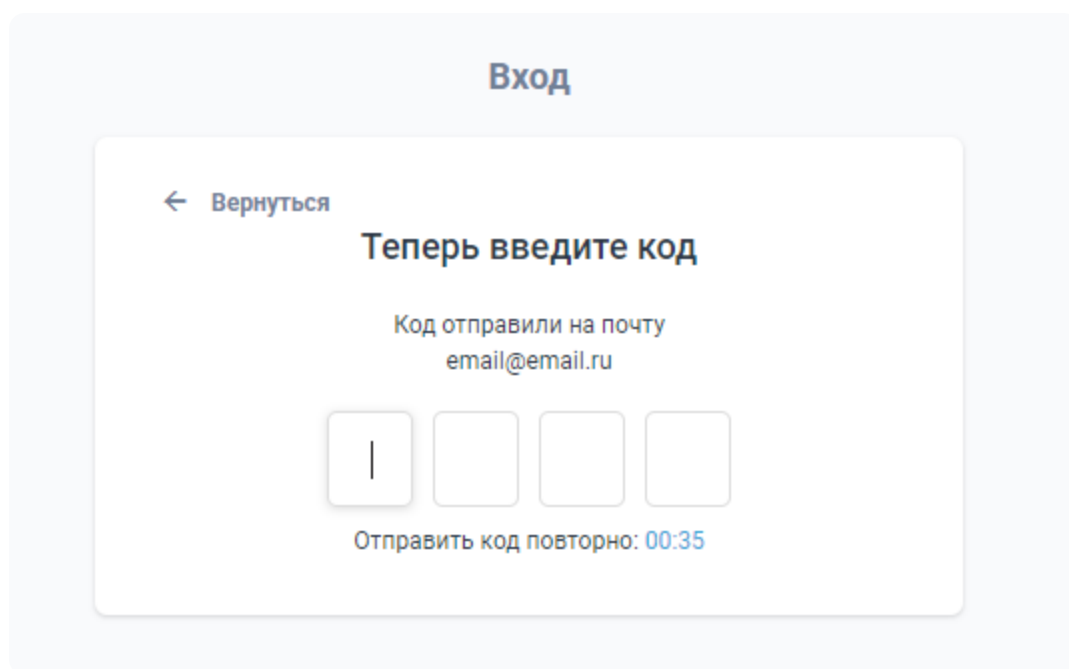 Вход
← Вернуться
Теперь введите код
Код отправили на почту
email@email.ru
Отправить код повторно: 00:35